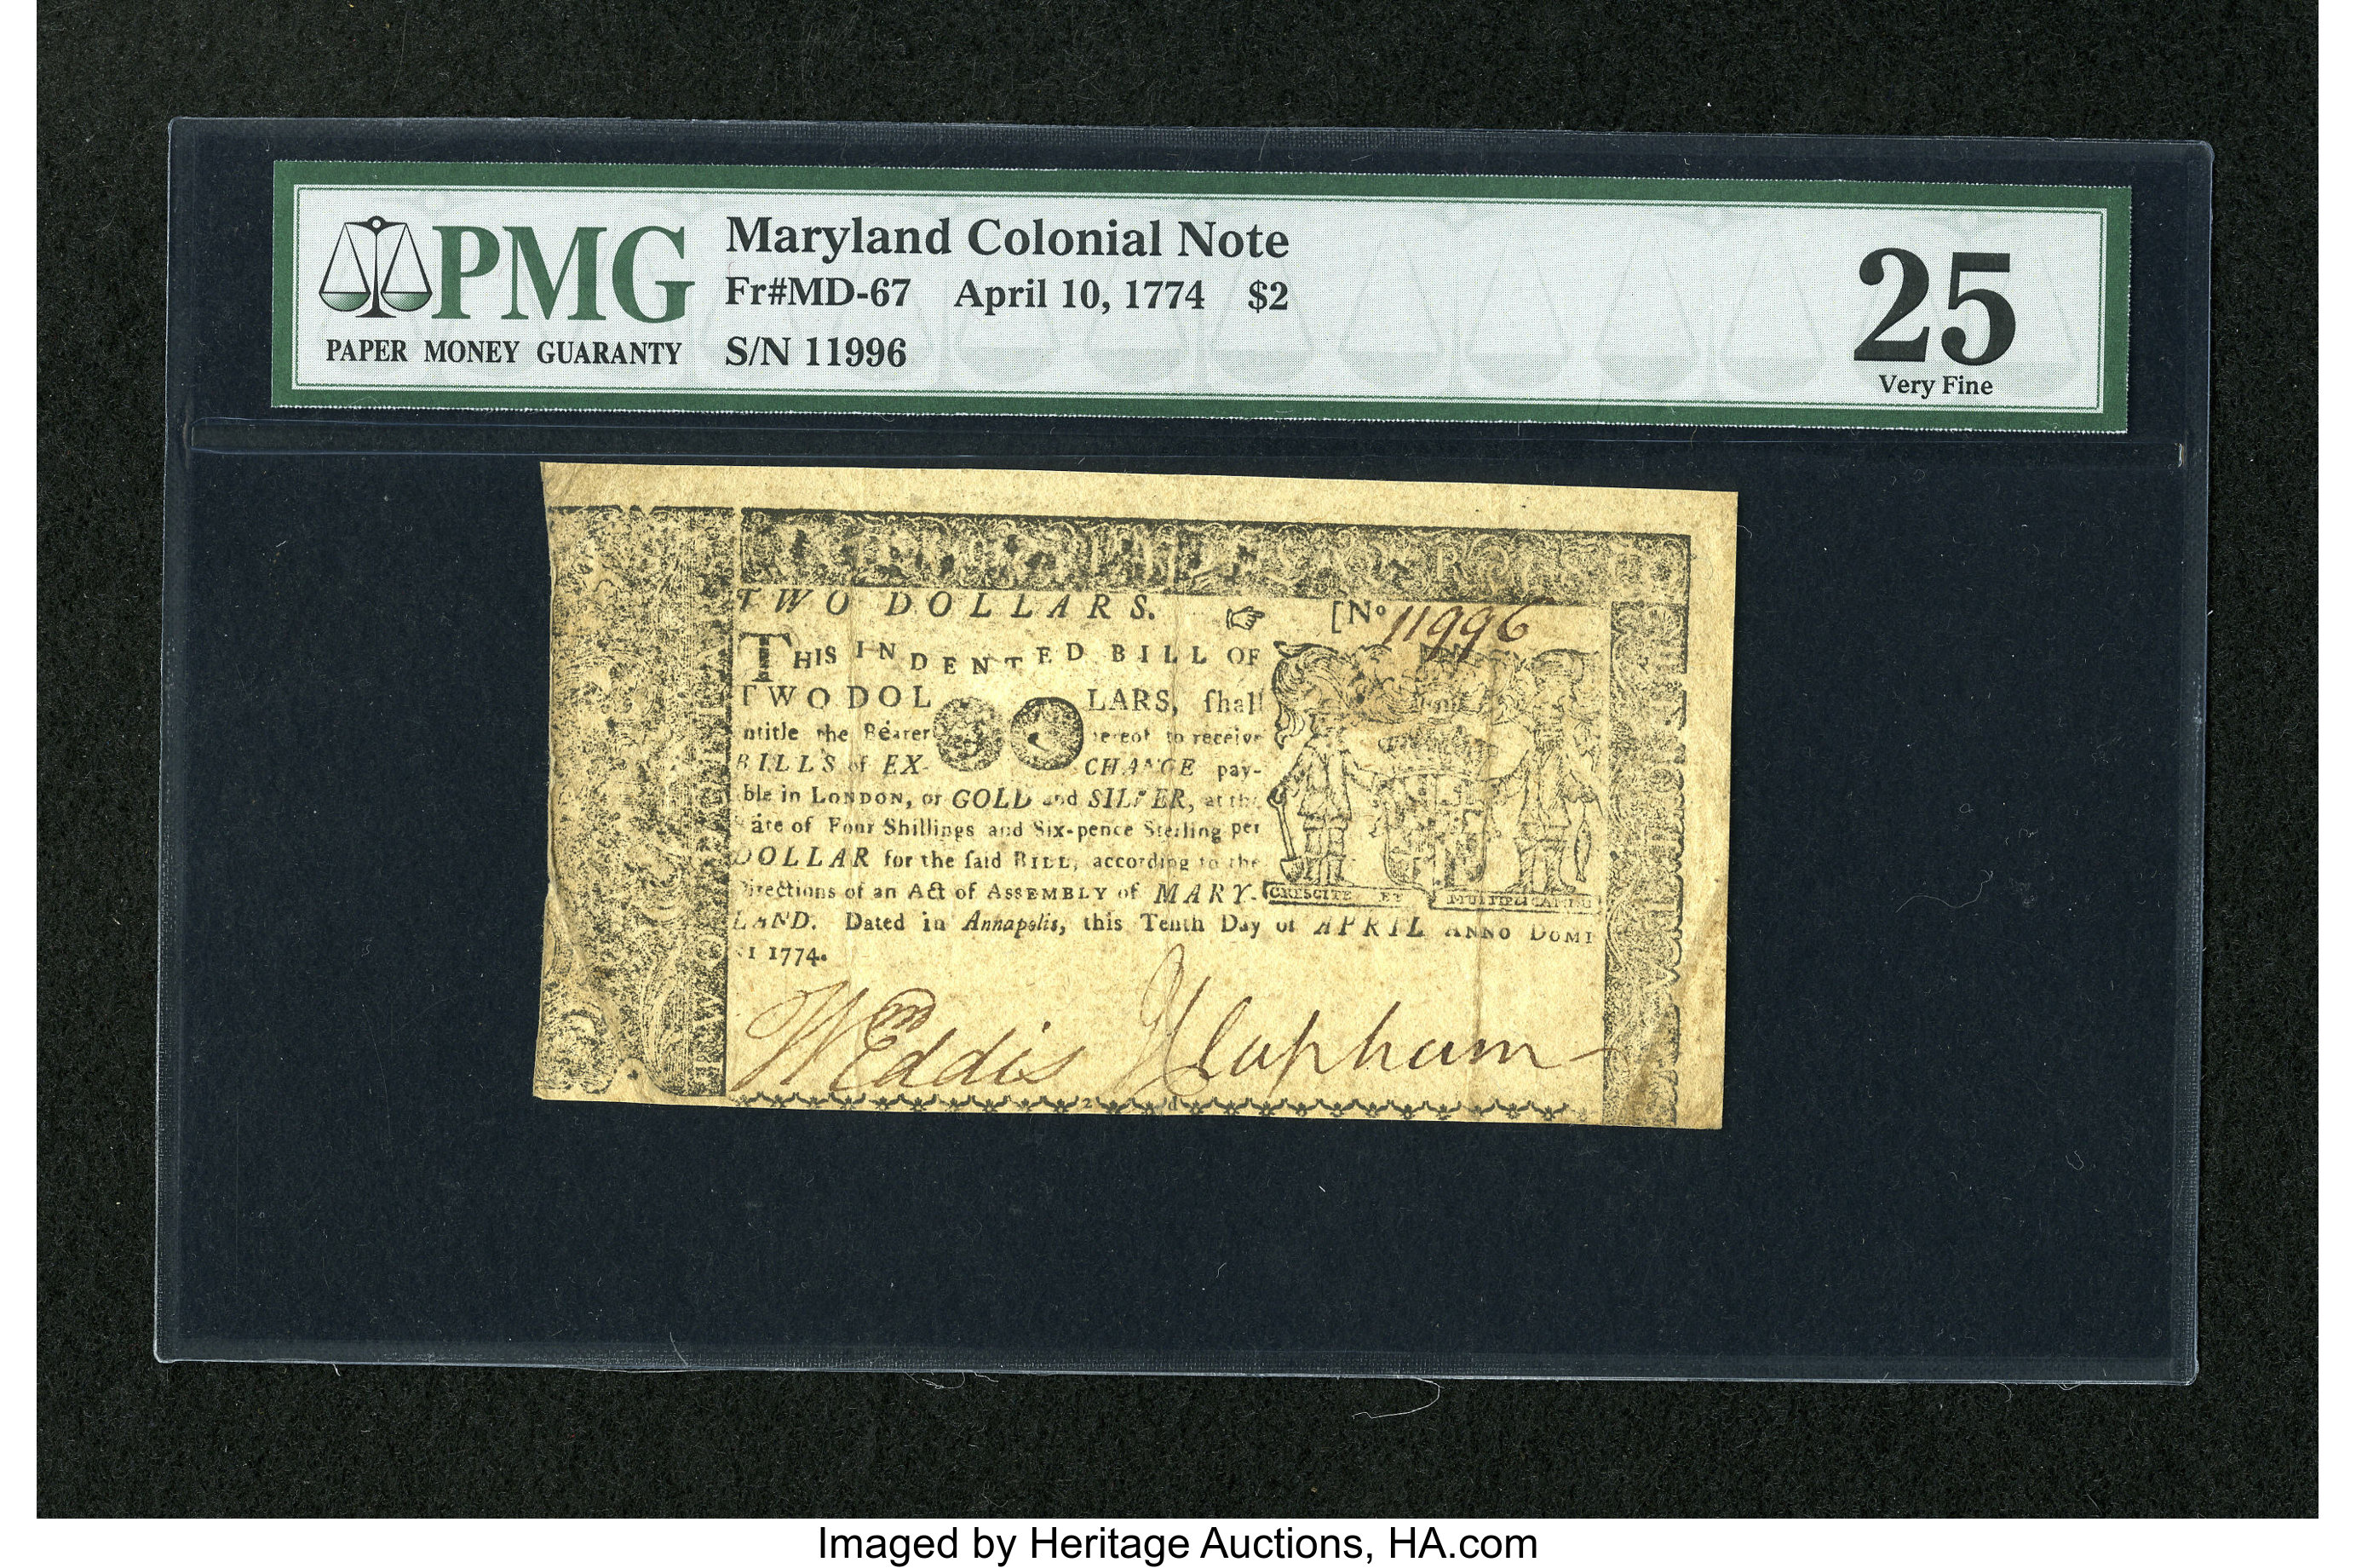 PMG
PAPER MONEY GUARANTY
Maryland Colonial Note
Fr#MD-67 April 10, 1774 $2
S/N 11996
25
Very Fine
TWO DOLLARS. [No 11996
THIS INDENTED BILL OF
TWO DOL LARS, ſhall
ntitle the Bearer hereof to receive
BILLS of EX- CHANGE pay-
ble in LONDON, or GOLD and SILVER, at the
Rate of Four Shillings and Six-pence Sterling per
DOLLAR for the ſaid BILL, according to the
Directions of an Act of ASSEMBLY of MARY-
LAND. Dated in Annapolis, this Tenth Day of APRIL ANNO DOMI
NI 1774.
CRESCITE ET MULTIPLICAMINI
Wm Eddis J Clapham
Imaged by Heritage Auctions, HA.com